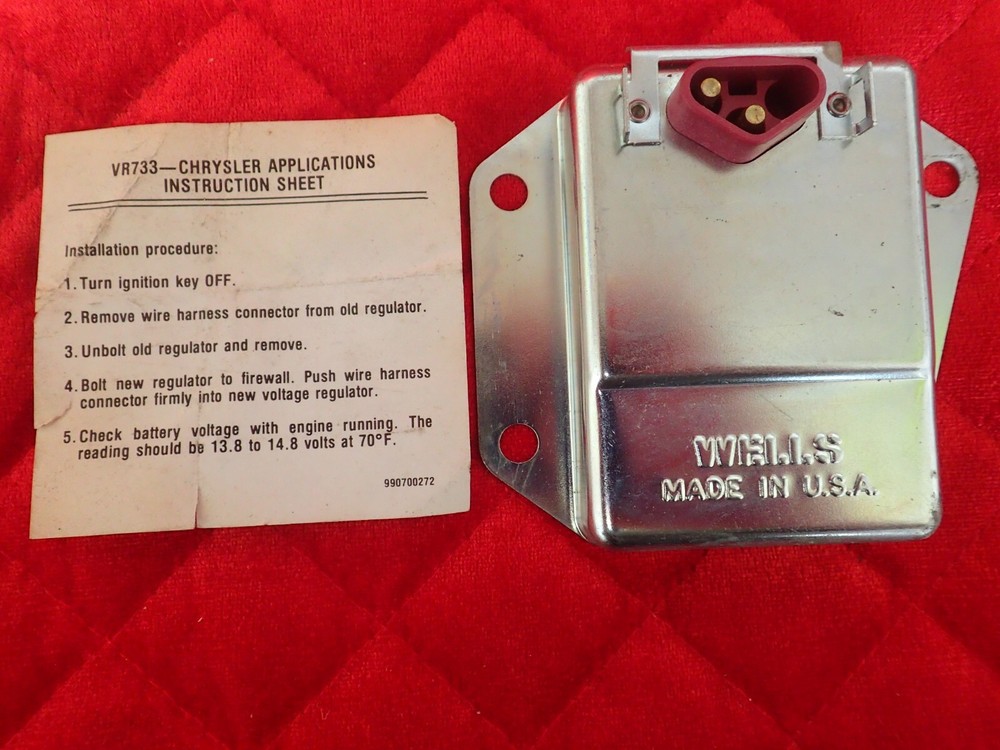 VR733—CHRYSLER APPLICATIONS
INSTRUCTION SHEET
Installation procedure:
1. Turn ignition key OFF.
2. Remove wire harness connector from old regulator.
3. Unbolt old regulator and remove.
4. Bolt new regulator to firewall. Push wire harness
connector firmly into new voltage regulator.
5. Check battery voltage with engine running. The
reading should be 13.8 to 14.8 volts at 70°F.
990700272
WELLS
MADE IN U.S.A.